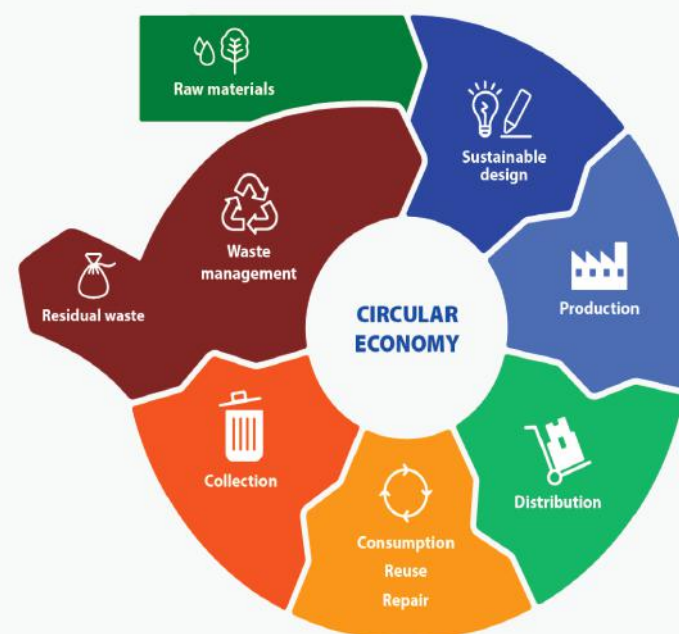 Raw materials
Sustainable
design
Production
Distribution
Consumption
Reuse
Repair
Collection
Waste
management
Residual waste
CIRCULAR
ECONOMY